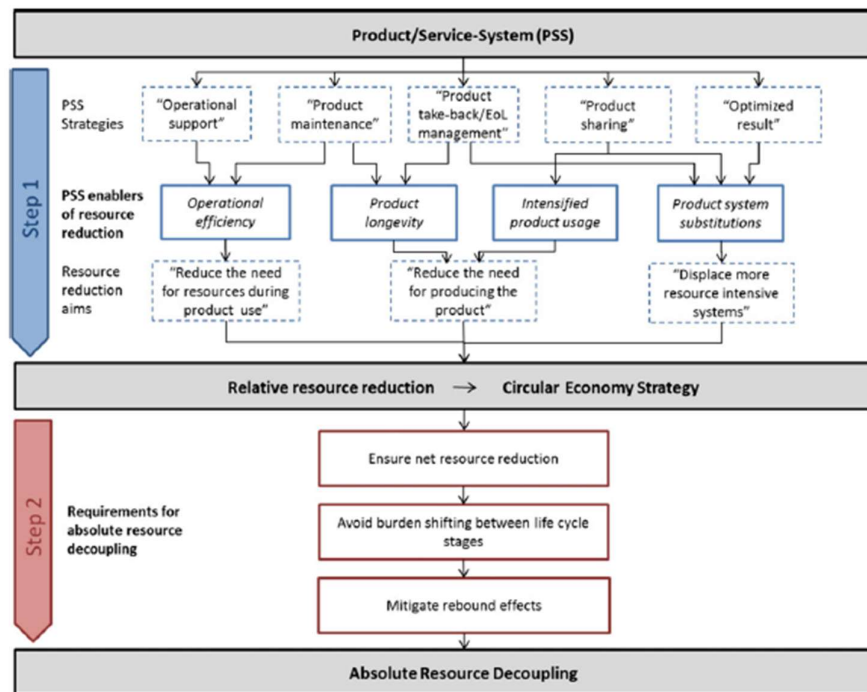 Product/Service-System (PSS)
Step 1
PSS
Strategies
“Operational
support”
“Product
maintenance”
“Product
take-back/EoL
management”
“Product
sharing”
“Optimized
result”
PSS enablers
of resource
reduction
Operational
efficiency
Product
longevity
Intensified
product usage
Product system
substitutions
Resource
reduction
aims
“Reduce the need
for resources during
product use”
“Reduce the need
for producing the
product”
“Displace more
resource intensive
systems”
Relative resource reduction → Circular Economy Strategy
Step 2
Requirements for
absolute resource
decoupling
Ensure net resource reduction
Avoid burden shifting between life cycle
stages
Mitigate rebound effects
Absolute Resource Decoupling